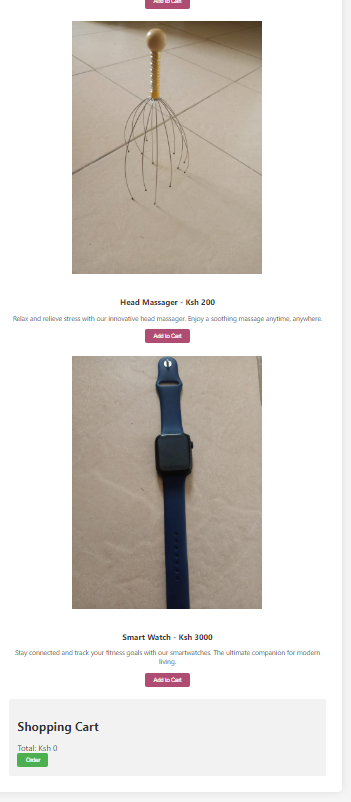 Add to Cart
Head Massager - Ksh 200
Relax and relieve stress with our innovative head massager. Enjoy a soothing massage anytime, anywhere.
Add to Cart
Smart Watch - Ksh 3000
Stay connected and track your fitness goals with our smartwatches. The ultimate companion for modern
living.
Add to Cart
Shopping Cart
Total: Ksh 0
Order